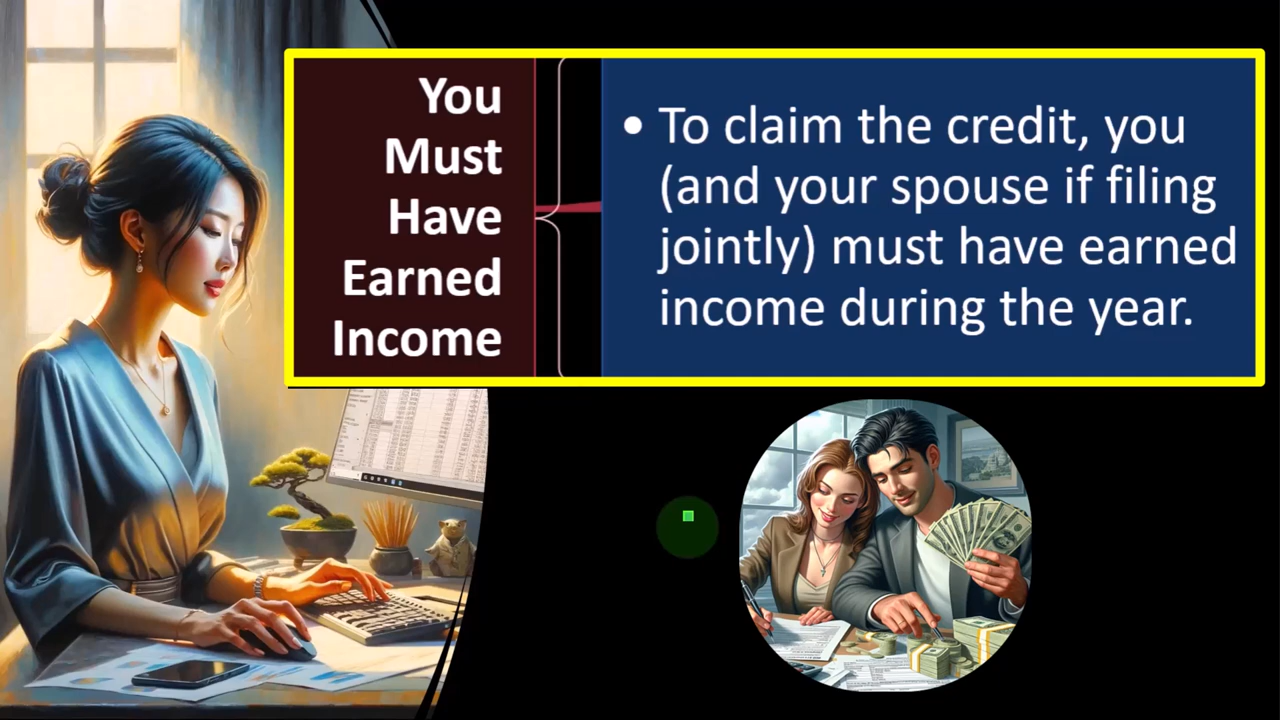 You
Must
Have
Earned
Income
• To claim the credit, you
(and your spouse if filing
jointly) must have earned
income during the year.